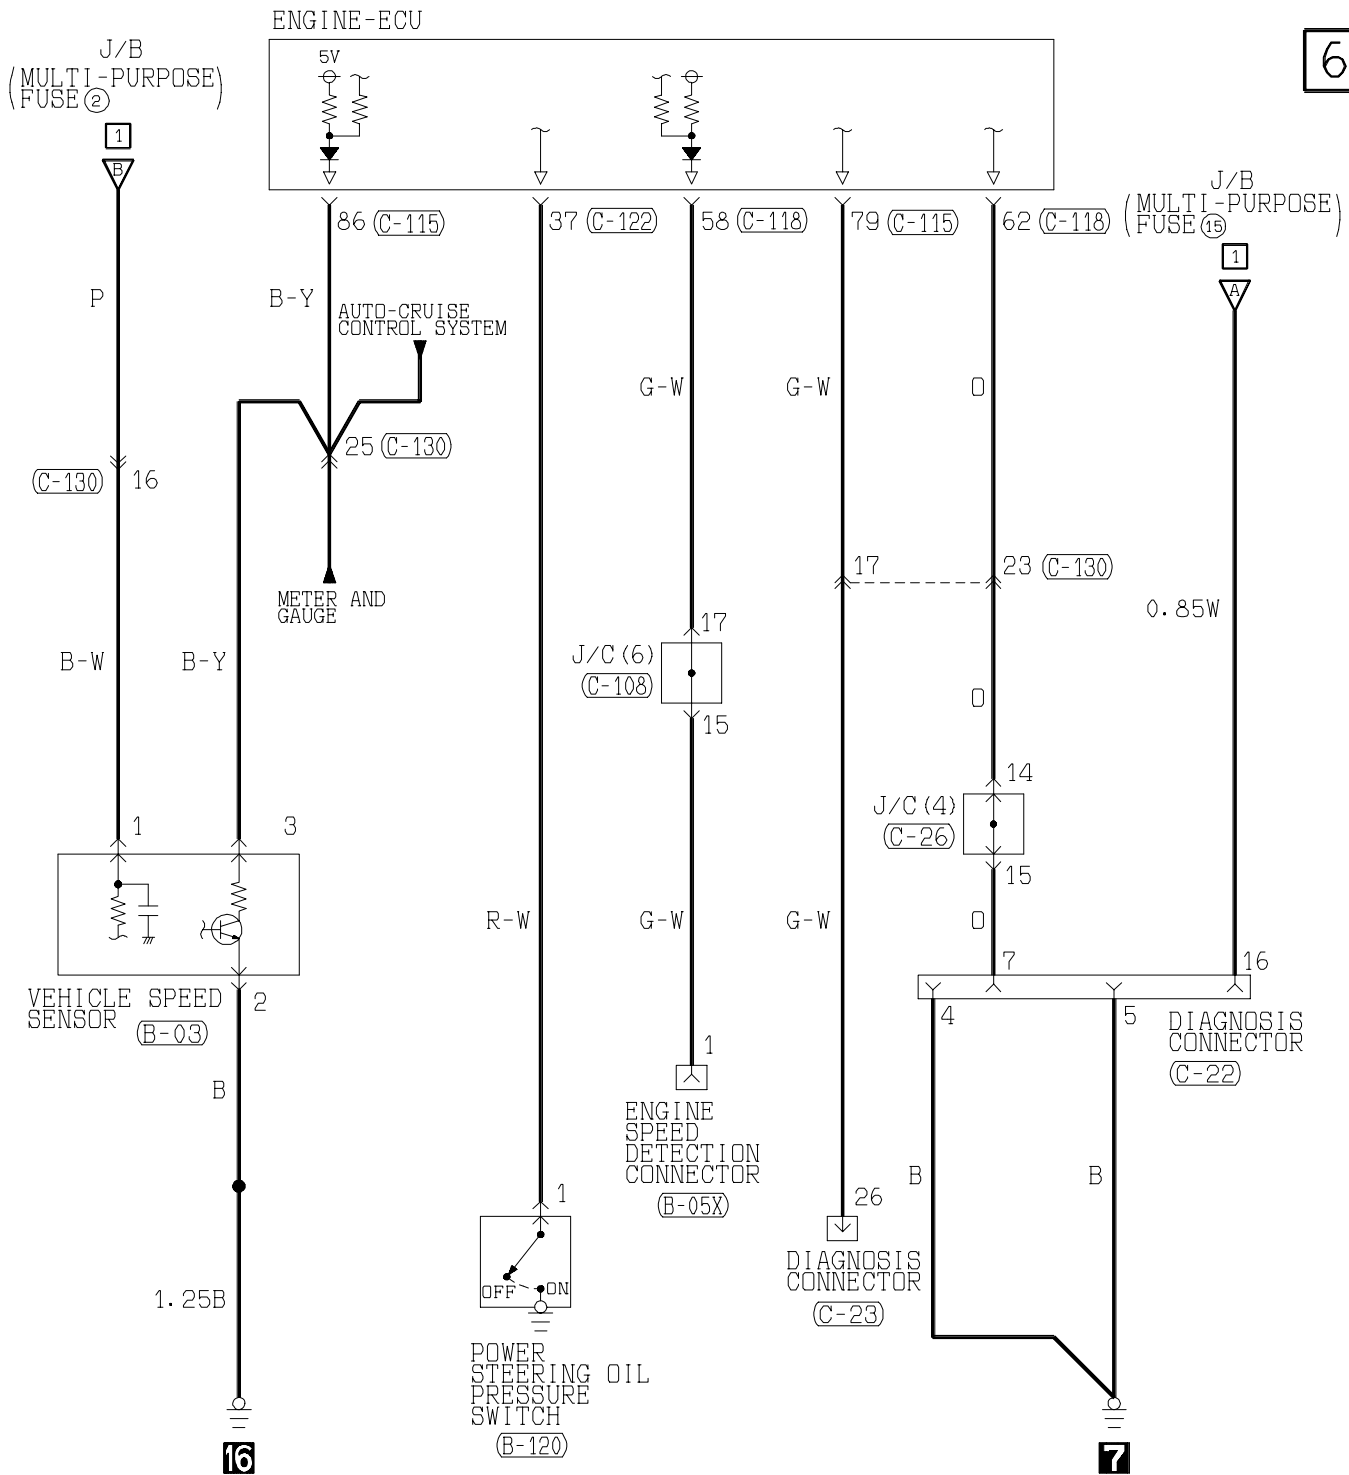 ENGINE-ECU
6
J/B
(MULTI-PURPOSE
FUSE ②)
1
B
5V
J/B
(MULTI-PURPOSE
FUSE ⑮)
1
A
86 (C-115)
37 (C-122)
58 (C-118)
79 (C-115)
62 (C-118)
P
B-Y
AUTO-CRUISE
CONTROL SYSTEM
G-W
G-W
O
25 (C-130)
(C-130) 16
17
23 (C-130)
METER AND
GAUGE
0.85W
17
J/C(6)
(C-108)
15
B-W
B-Y
O
14
J/C(4)
(C-26)
15
1
3
R-W
G-W
G-W
O
7
16
VEHICLE SPEED
SENSOR
(B-03)
2
4
5
DIAGNOSIS
CONNECTOR
(C-22)
1
B
ENGINE
SPEED
DETECTION
CONNECTOR
(B-05X)
B
B
1
26
OFF
ON
DIAGNOSIS
CONNECTOR
(C-23)
1.25B
POWER
STEERING OIL
PRESSURE
SWITCH
(B-120)
16
7